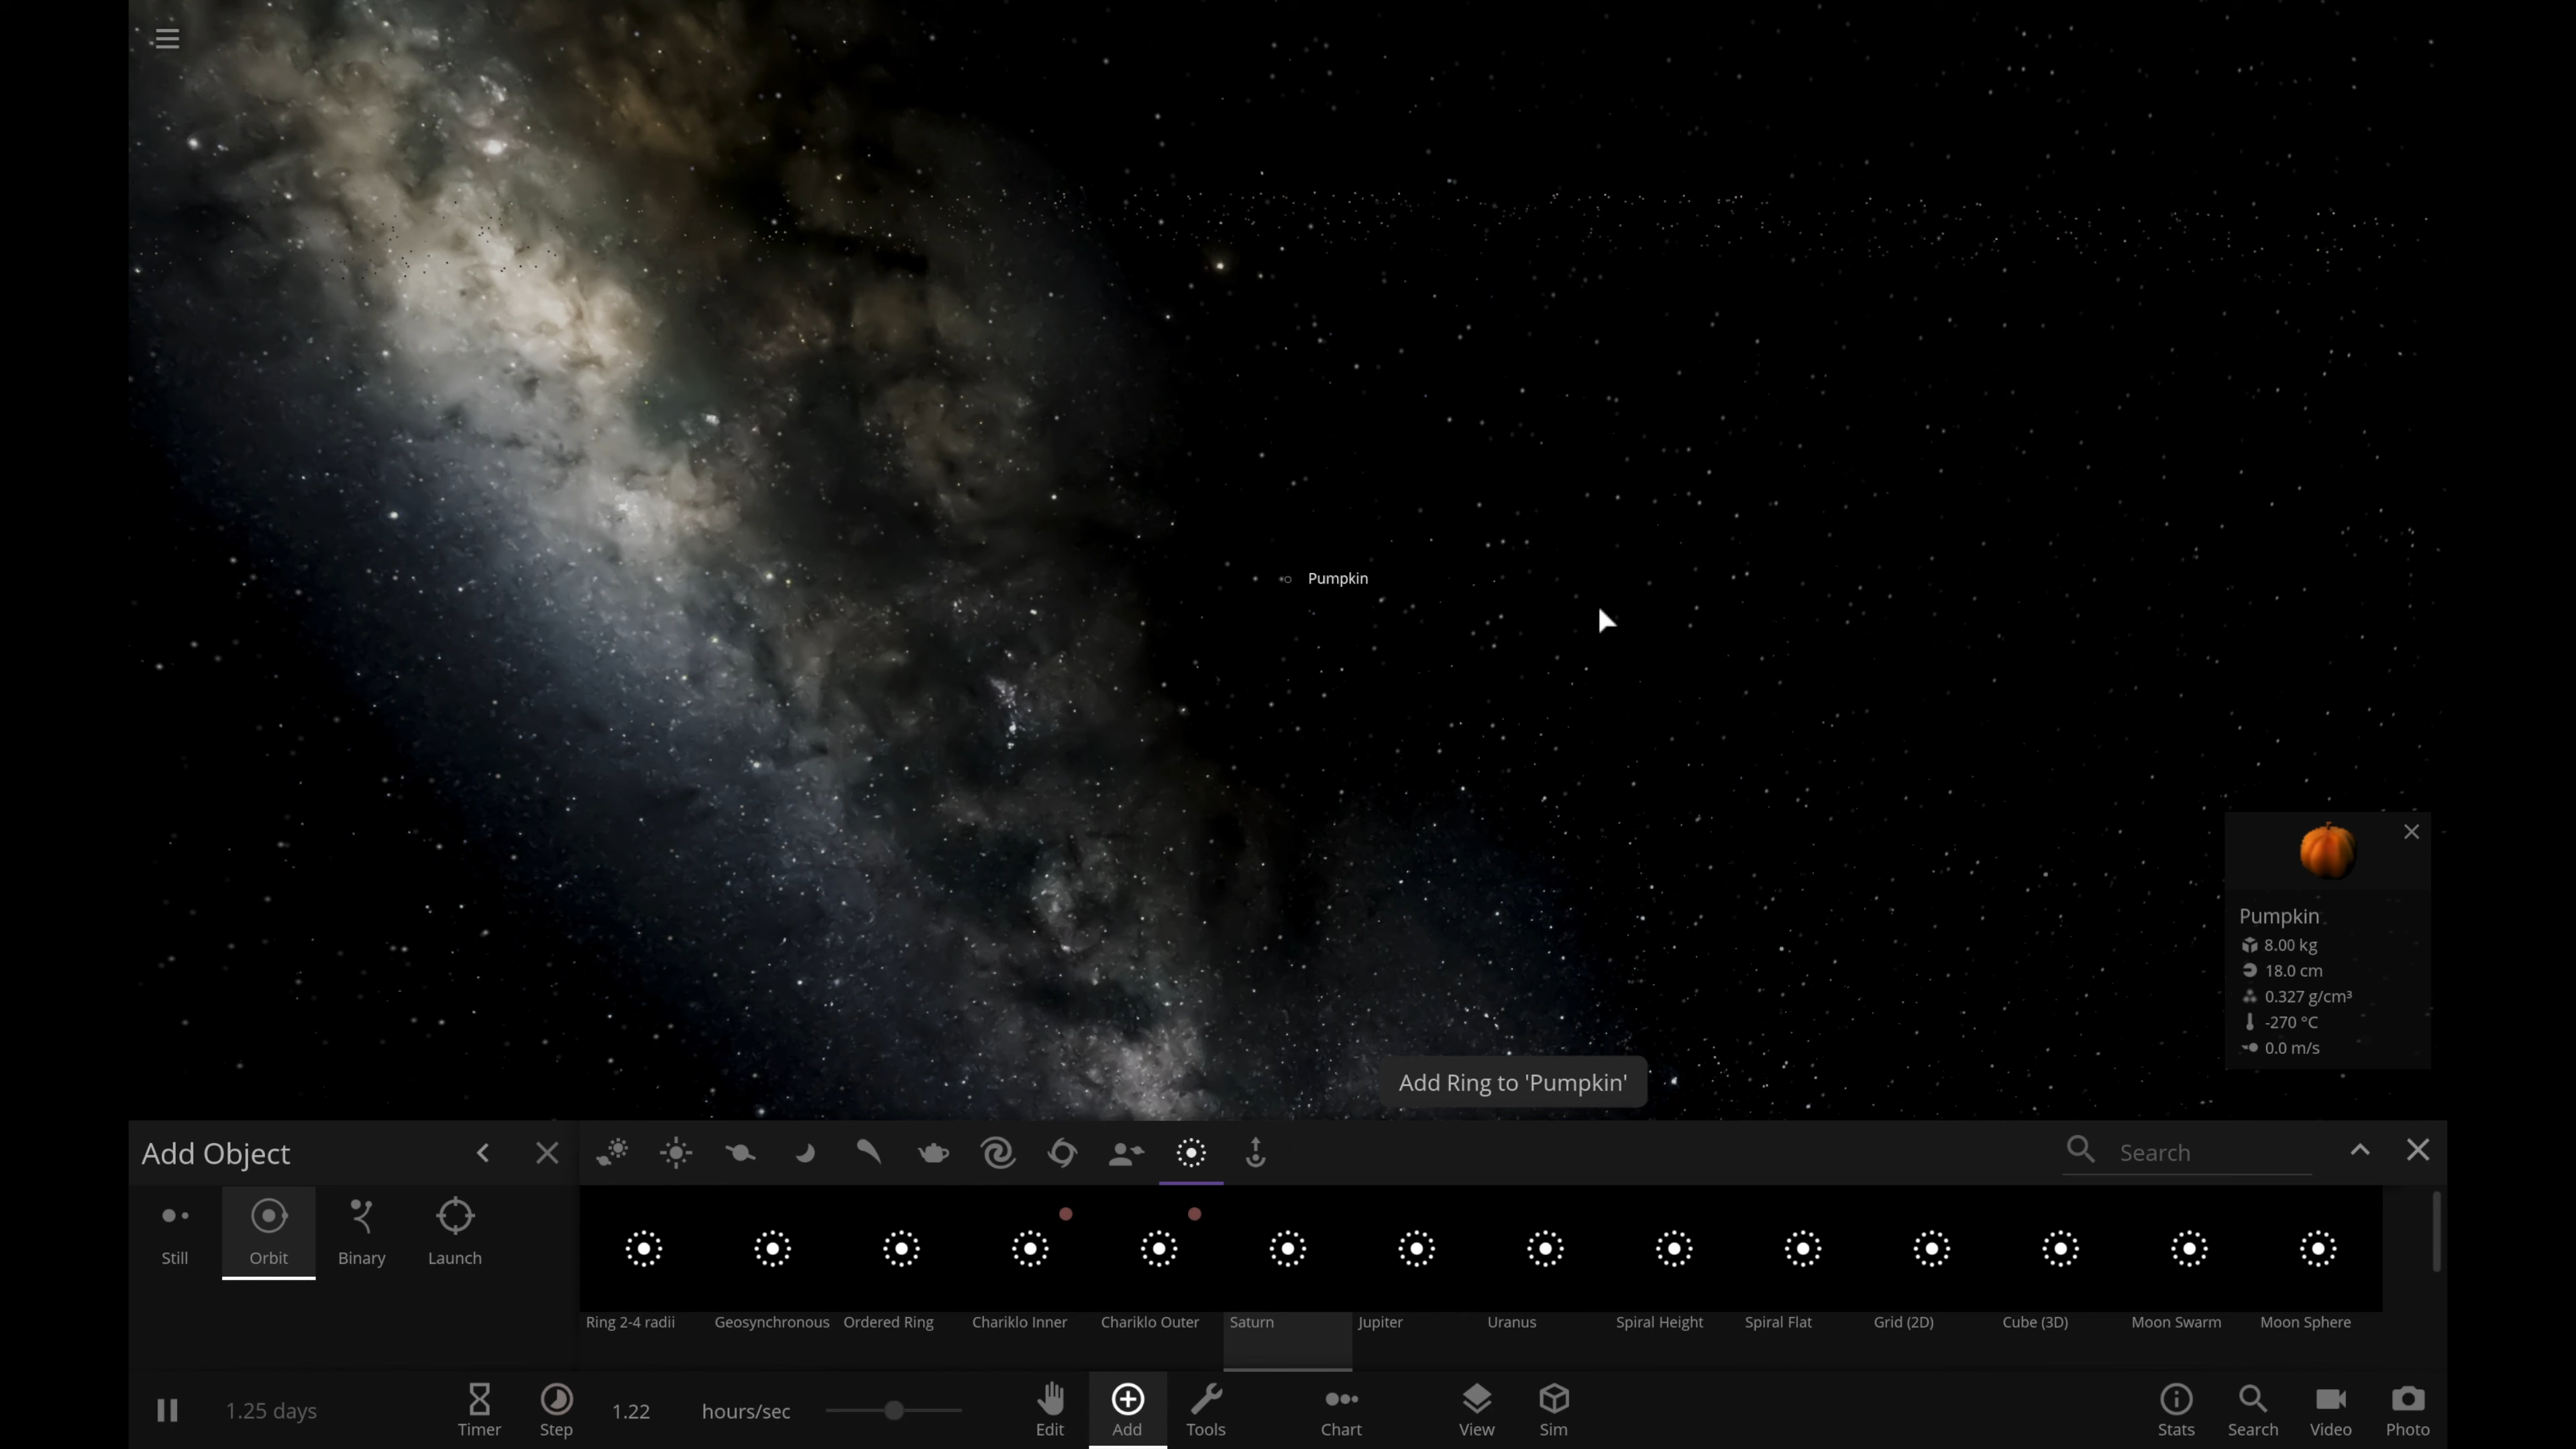 Pumpkin
Pumpkin
8.00 kg
18.0 cm
0.327 g/cm³
-270 °C
0.0 m/s
Add Ring to 'Pumpkin'
Add Object
Search
Still
Orbit
Binary
Launch
Ring 2-4 radii
Geosynchronous
Ordered Ring
Chariklo Inner
Chariklo Outer
Saturn
Jupiter
Uranus
Spiral Height
Spiral Flat
Grid (2D)
Cube (3D)
Moon Swarm
Moon Sphere
1.25 days
Timer
Step
1.22
hours/sec
Edit
Add
Tools
Chart
View
Sim
Stats
Search
Video
Photo